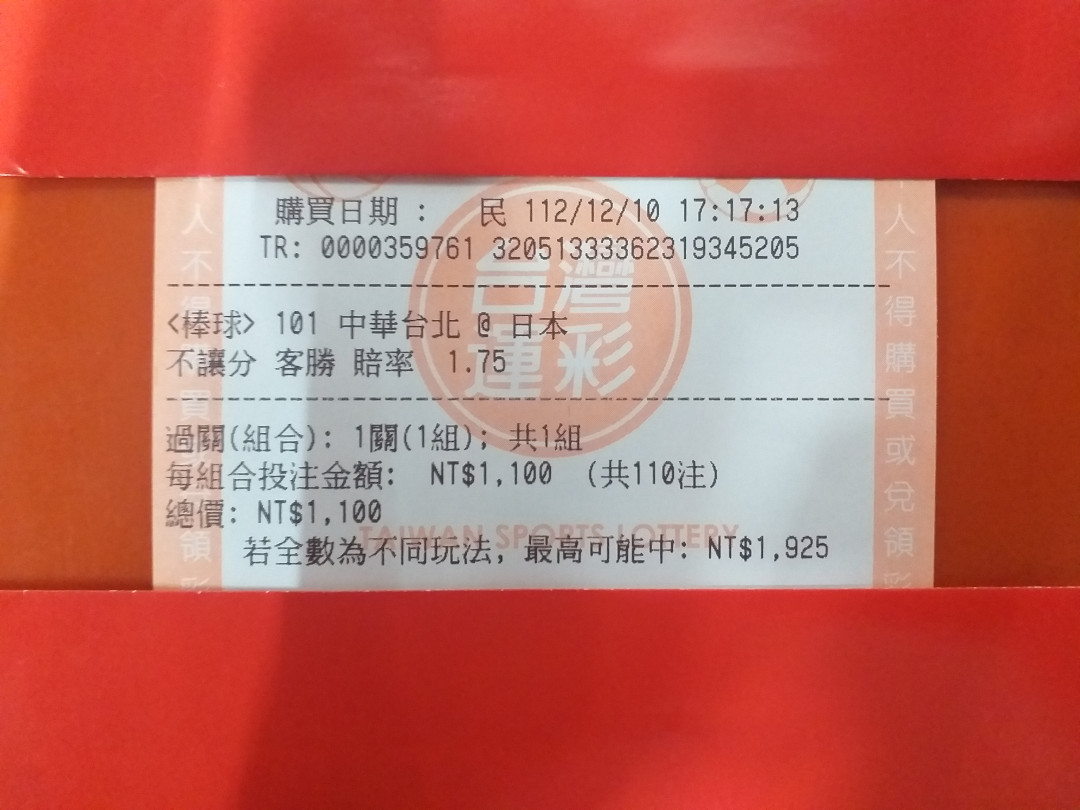 購買日期 : 民 112/12/10 17:17:13
TR: 0000359761 32051333362319345205
<棒球> 101 中華台北 @ 日本
不讓分 客勝 賠率 1.75
過關(組合): 1關(1組); 共1組
每組合投注金額: NT$1,100 (共110注)
總價: NT$1,100
若全數為不同玩法, 最高可能中: NT$1,925
台灣
運彩
TAIWAN SPORTS LOTTERY
人不得購買或兌領
人不得購買或兌領彩